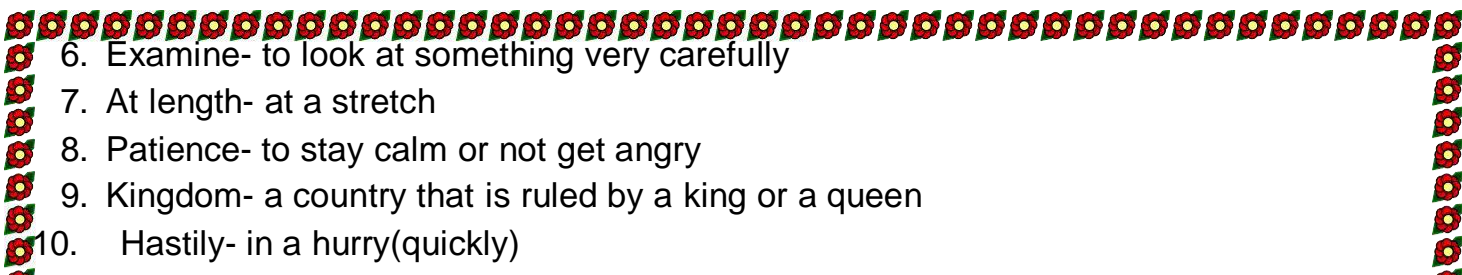 6. Examine- to look at something very carefully
7. At length- at a stretch
8. Patience- to stay calm or not get angry
9. Kingdom- a country that is ruled by a king or a queen
10. Hastily- in a hurry(quickly)